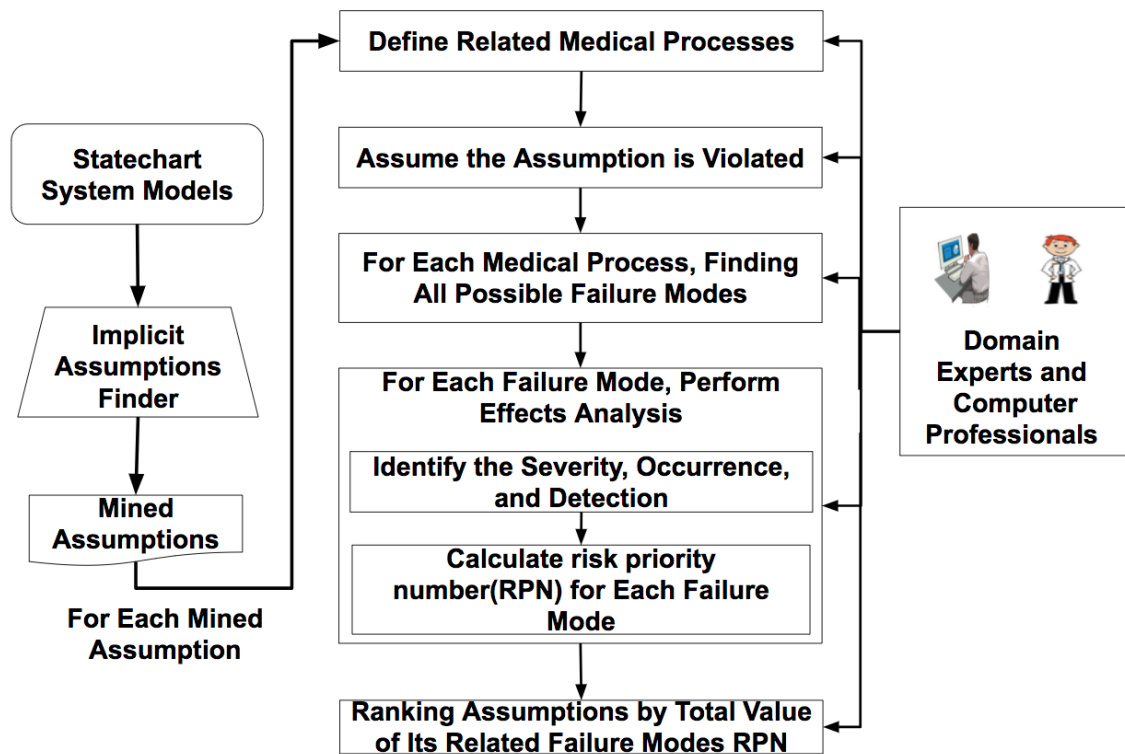 Statechart
System Models
Implicit
Assumptions
Finder
Mined
Assumptions
For Each Mined
Assumption
Define Related Medical Processes
Assume the Assumption is Violated
For Each Medical Process, Finding
All Possible Failure Modes
For Each Failure Mode, Perform
Effects Analysis
Identify the Severity, Occurrence,
and Detection
Calculate risk priority
number(RPN) for Each Failure
Mode
Ranking Assumptions by Total Value
of Its Related Failure Modes RPN
Domain
Experts and
Computer
Professionals